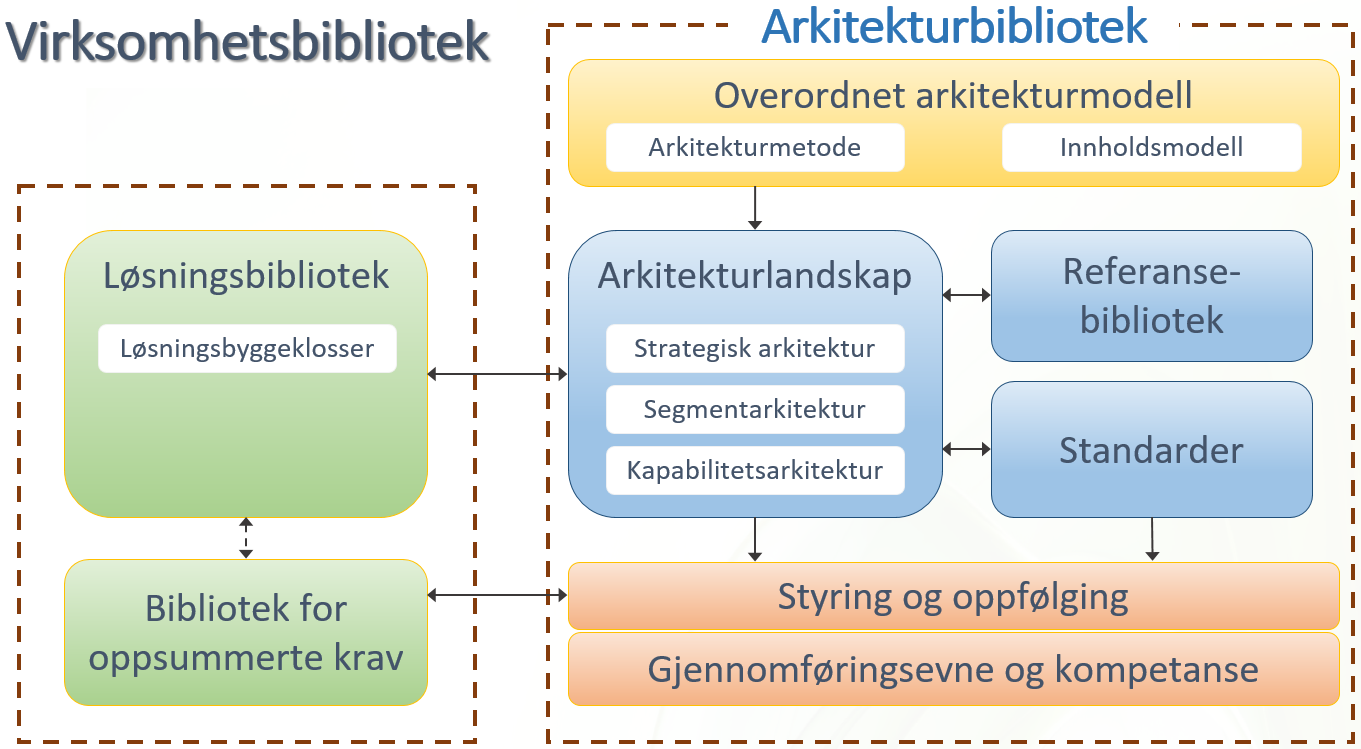 Virksomhetsbibliotek
Arkitekturbibliotek
Overordnet arkitekturmodell
Arkitekturmetode
Innholdsmodell
Løsningsbibliotek
Løsningsbyggeklosser
Arkitekturlandskap
Strategisk arkitektur
Segmentarkitektur
Kapabilitetsarkitektur
Referanse-
bibliotek
Standarder
Bibliotek for
oppsummerte krav
Styring og oppfølging
Gjennomføringsevne og kompetanse